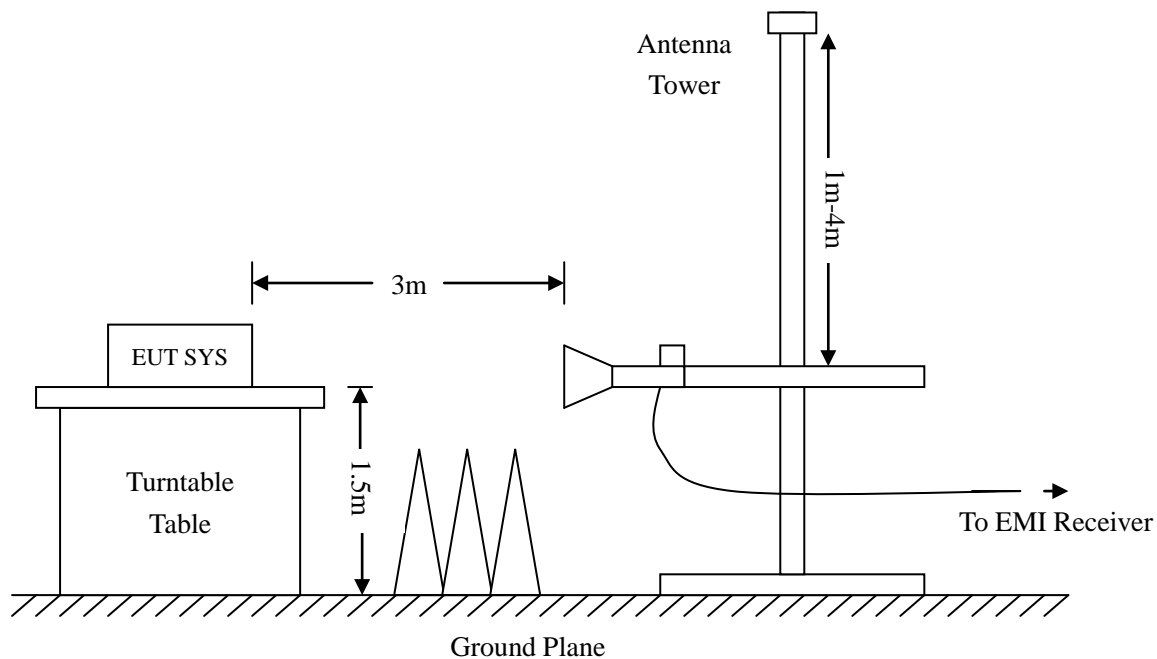 Antenna
Tower
1m-4m
3m
EUT SYS
1.5m
Turntable
Table
To EMI Receiver
Ground Plane